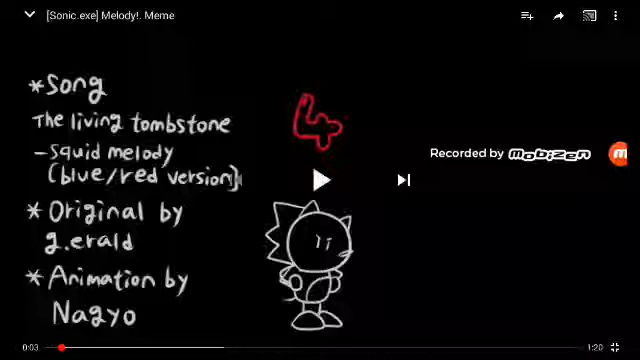 [Sonic.exe] Melody!. Meme
*Song
The living tombstone
-Squid melody
(blue/red version)
*Original by
g.erald
*Animation by
Nagyo
4
Recorded by mobizen
0:03
1:20